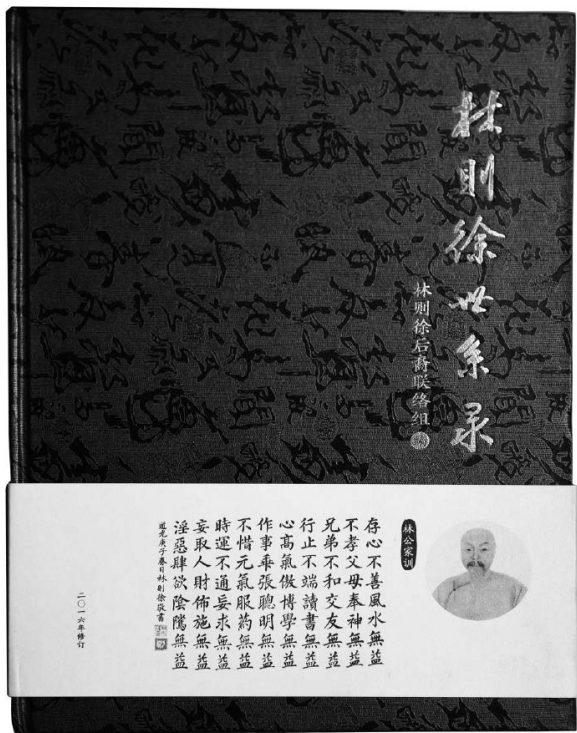 林则徐世系录
林则徐后裔联络组
林公家训
存心不善風水無益
不孝父母奉神無益
兄弟不和交友無益
行止不端讀書無益
心高氣傲博學無益
作事乖張聰明無益
不惜元氣服药無益
時運不通妄求無益
妄取人財佈施無益
淫惡肆欲陰騭無益
道光庚子春日林則徐敬書
二〇一六年修订